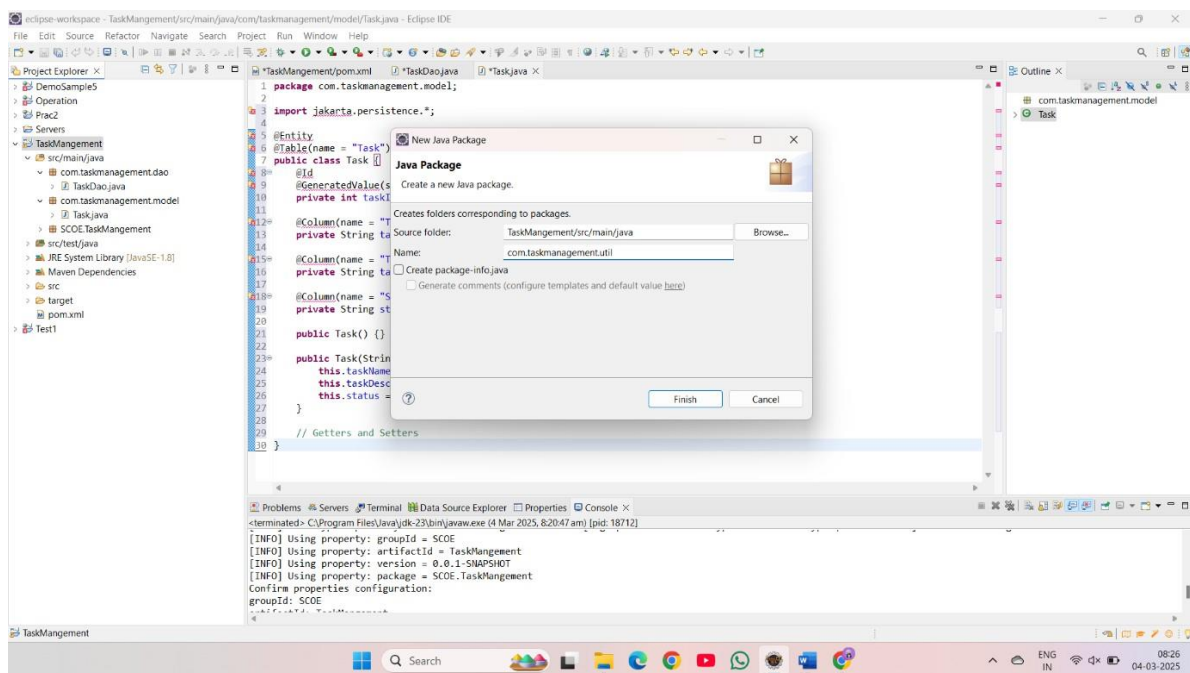 eclipse-workspace - TaskMangement/src/main/java/com/taskmanagement/model/Task.java - Eclipse IDE
File Edit Source Refactor Navigate Search Project Run Window Help
Project Explorer
DemoSample5
Operation
Prac2
Servers
TaskMangement
src/main/java
com.taskmanagement.dao
TaskDao.java
com.taskmanagement.model
Task.java
SCOE.TaskMangement
src/test/java
JRE System Library [JavaSE-1.8]
Maven Dependencies
src
target
pom.xml
Test1
*TaskMangement/pom.xml *TaskDao.java *Task.java
1 package com.taskmanagement.model;
2
3 import jakarta.persistence.*;
4
5 @Entity
6 @Table(name = "Task")
7 public class Task {
8 @Id
9 @GeneratedValue(s
10 private int taskI
11
12 @Column(name = "T
13 private String ta
14
15 @Column(name = "T
16 private String ta
17
18 @Column(name = "S
19 private String st
20
21 public Task() {}
22
23 public Task(Strin
24 this.taskName
25 this.taskDesc
26 this.status =
27 }
28
29 // Getters and Setters
30 }
New Java Package
Java Package
Create a new Java package.
Creates folders corresponding to packages.
Source folder: TaskMangement/src/main/java Browse...
Name: com.taskmanagement.util
Create package-info.java
Generate comments (configure templates and default value here)
Finish Cancel
Outline
com.taskmanagement.model
Task
Problems Servers Terminal Data Source Explorer Properties Console
<terminated> C:\Program Files\Java\jdk-23\bin\javaw.exe (4 Mar 2025, 8:20:47 am) [pid: 18712]
[INFO] Using property: groupId = SCOE
[INFO] Using property: artifactId = TaskMangement
[INFO] Using property: version = 0.0.1-SNAPSHOT
[INFO] Using property: package = SCOE.TaskMangement
Confirm properties configuration:
groupId: SCOE
TaskMangement
Search
ENG
IN
08:26
04-03-2025